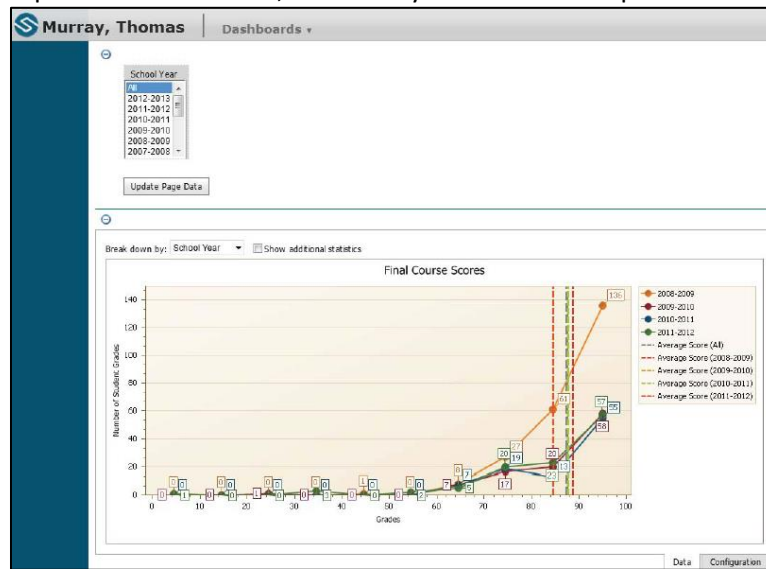 Murray, Thomas
Dashboards
School Year
All
2012-2013
2011-2012
2010-2011
2009-2010
2008-2009
2007-2008
Update Page Data
Break down by: School Year
Show additional statistics
Final Course Scores
Number of Student Grades
140
120
100
80
60
40
20
0
0 10 20 30 40 50 60 70 80 90 100
Grades
136
61
27
20
19
17
20
13
23
57
55
58
8
7
7
5
2008-2009
2009-2010
2010-2011
2011-2012
Average Score (All)
Average Score (2008-2009)
Average Score (2009-2010)
Average Score (2010-2011)
Average Score (2011-2012)
Data
Configuration